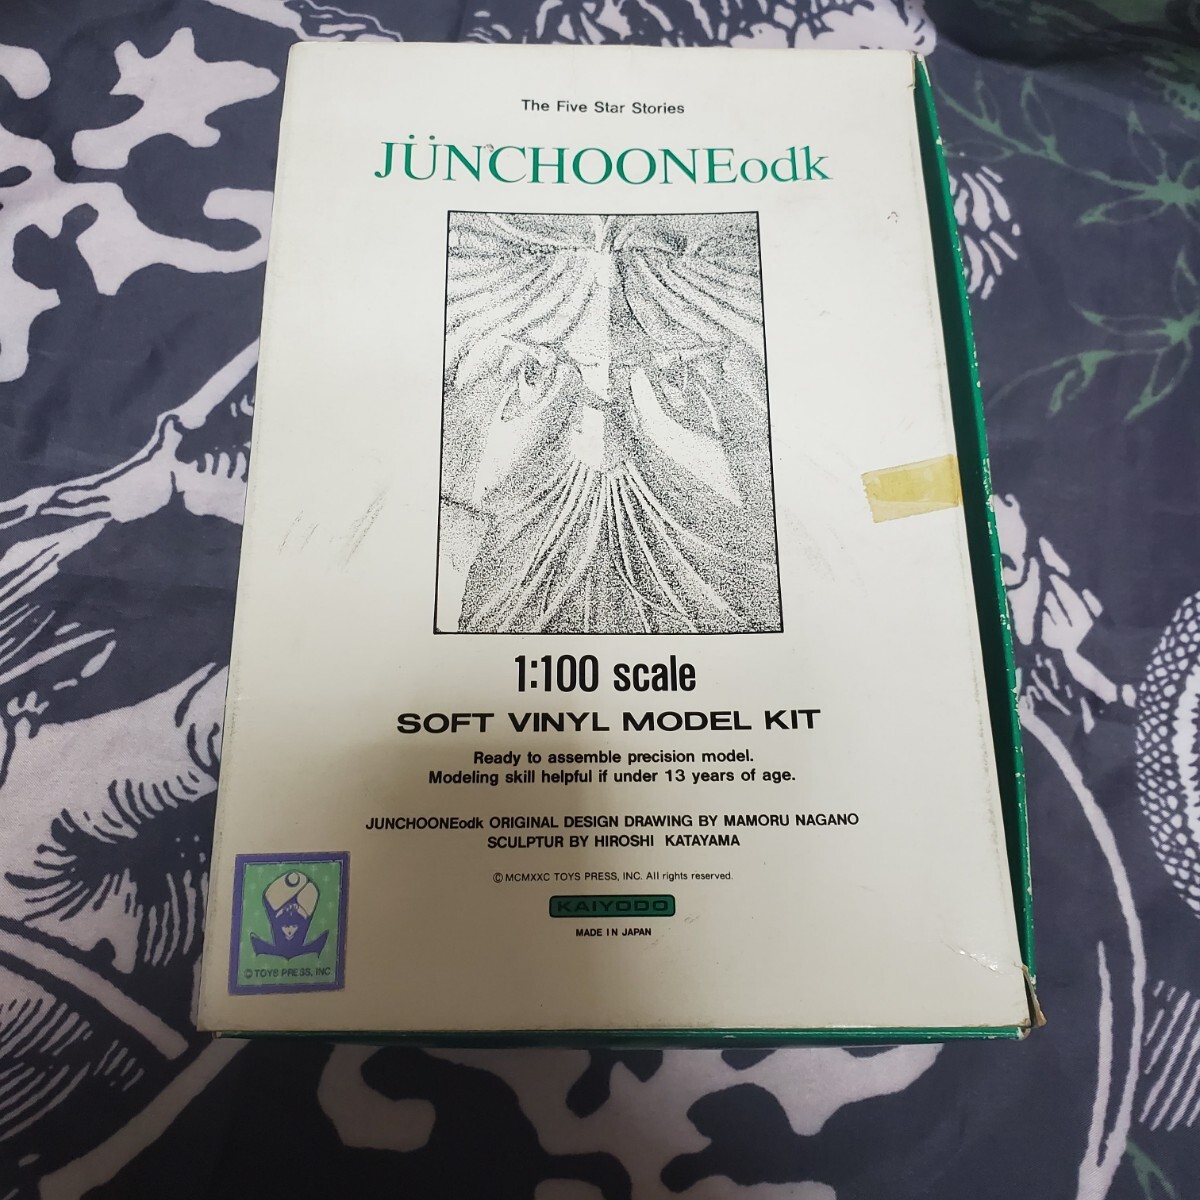 The Five Star Stories
JÜNCHOONEodk
1:100 scale
SOFT VINYL MODEL KIT
Ready to assemble precision model.
Modeling skill helpful if under 13 years of age.
JUNCHOONEodk ORIGINAL DESIGN DRAWING BY MAMORU NAGANO
SCULPTUR BY HIROSHI KATAYAMA
© MCMXXC TOYS PRESS, INC. All rights reserved.
KAIYODO
MADE IN JAPAN
© TOYS PRESS, INC